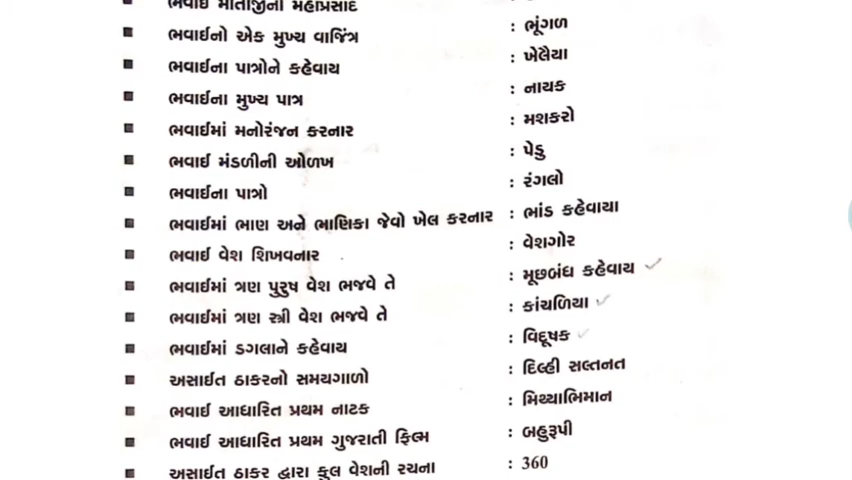 ભવાઈ માતાજીનો મહાપ્રસાદ
ભવાઈનો એક મુખ્ય વાજિંત્ર : ભૂંગળ
ભવાઈના પાત્રોને કહેવાય : ખેલૈયા
ભવાઈના મુખ્ય પાત્ર : નાયક
ભવાઈમાં મનોરંજન કરનાર : મશકરો
ભવાઈ મંડળીની ઓળખ : પેડુ
ભવાઈના પાત્રો : રંગલો
ભવાઈમાં ભાણ અને ભાણિકા જેવો ખેલ કરનાર : ભાંડ કહેવાયા
ભવાઈ વેશ શિખવનાર : વેશગોર
ભવાઈમાં ત્રણ પુરુષ વેશ ભજવે તે : મૂછબંધ કહેવાય
ભવાઈમાં ત્રણ સ્ત્રી વેશ ભજવે તે : કાંચળિયા
ભવાઈમાં ડગલાને કહેવાય : વિદૂષક
અસાઈત ઠાકરનો સમયગાળો : દિલ્હી સલ્તનત
ભવાઈ આધારિત પ્રથમ નાટક : મિથ્યાભિમાન
ભવાઈ આધારિત પ્રથમ ગુજરાતી ફિલ્મ : બહુરૂપી
અસાઈત ઠાકર દ્વારા કુલ વેશની રચના : 360